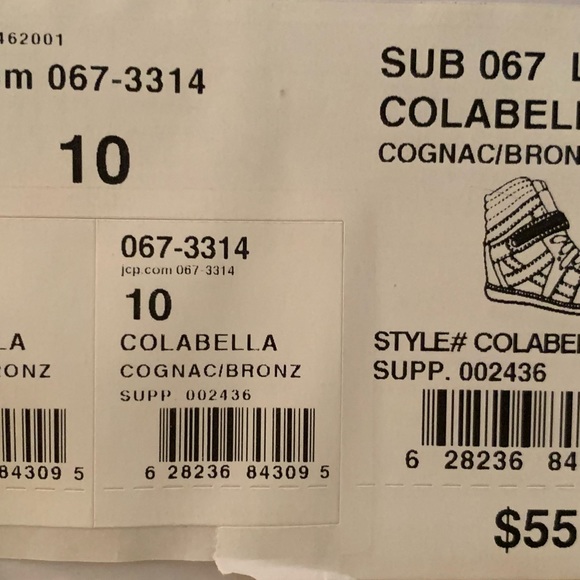 462001
m 067-3314
10
067-3314
jcp.com 067-3314
10
COLABELLA
COGNAC/BRONZ
SUPP 002436
6 28236 84309 5
LA
RONZ
84309 5
SUB 067 L
COLABELL
COGNAC/BRON
STYLE# COLABEL
SUPP. 002436
6 28236 84
$55